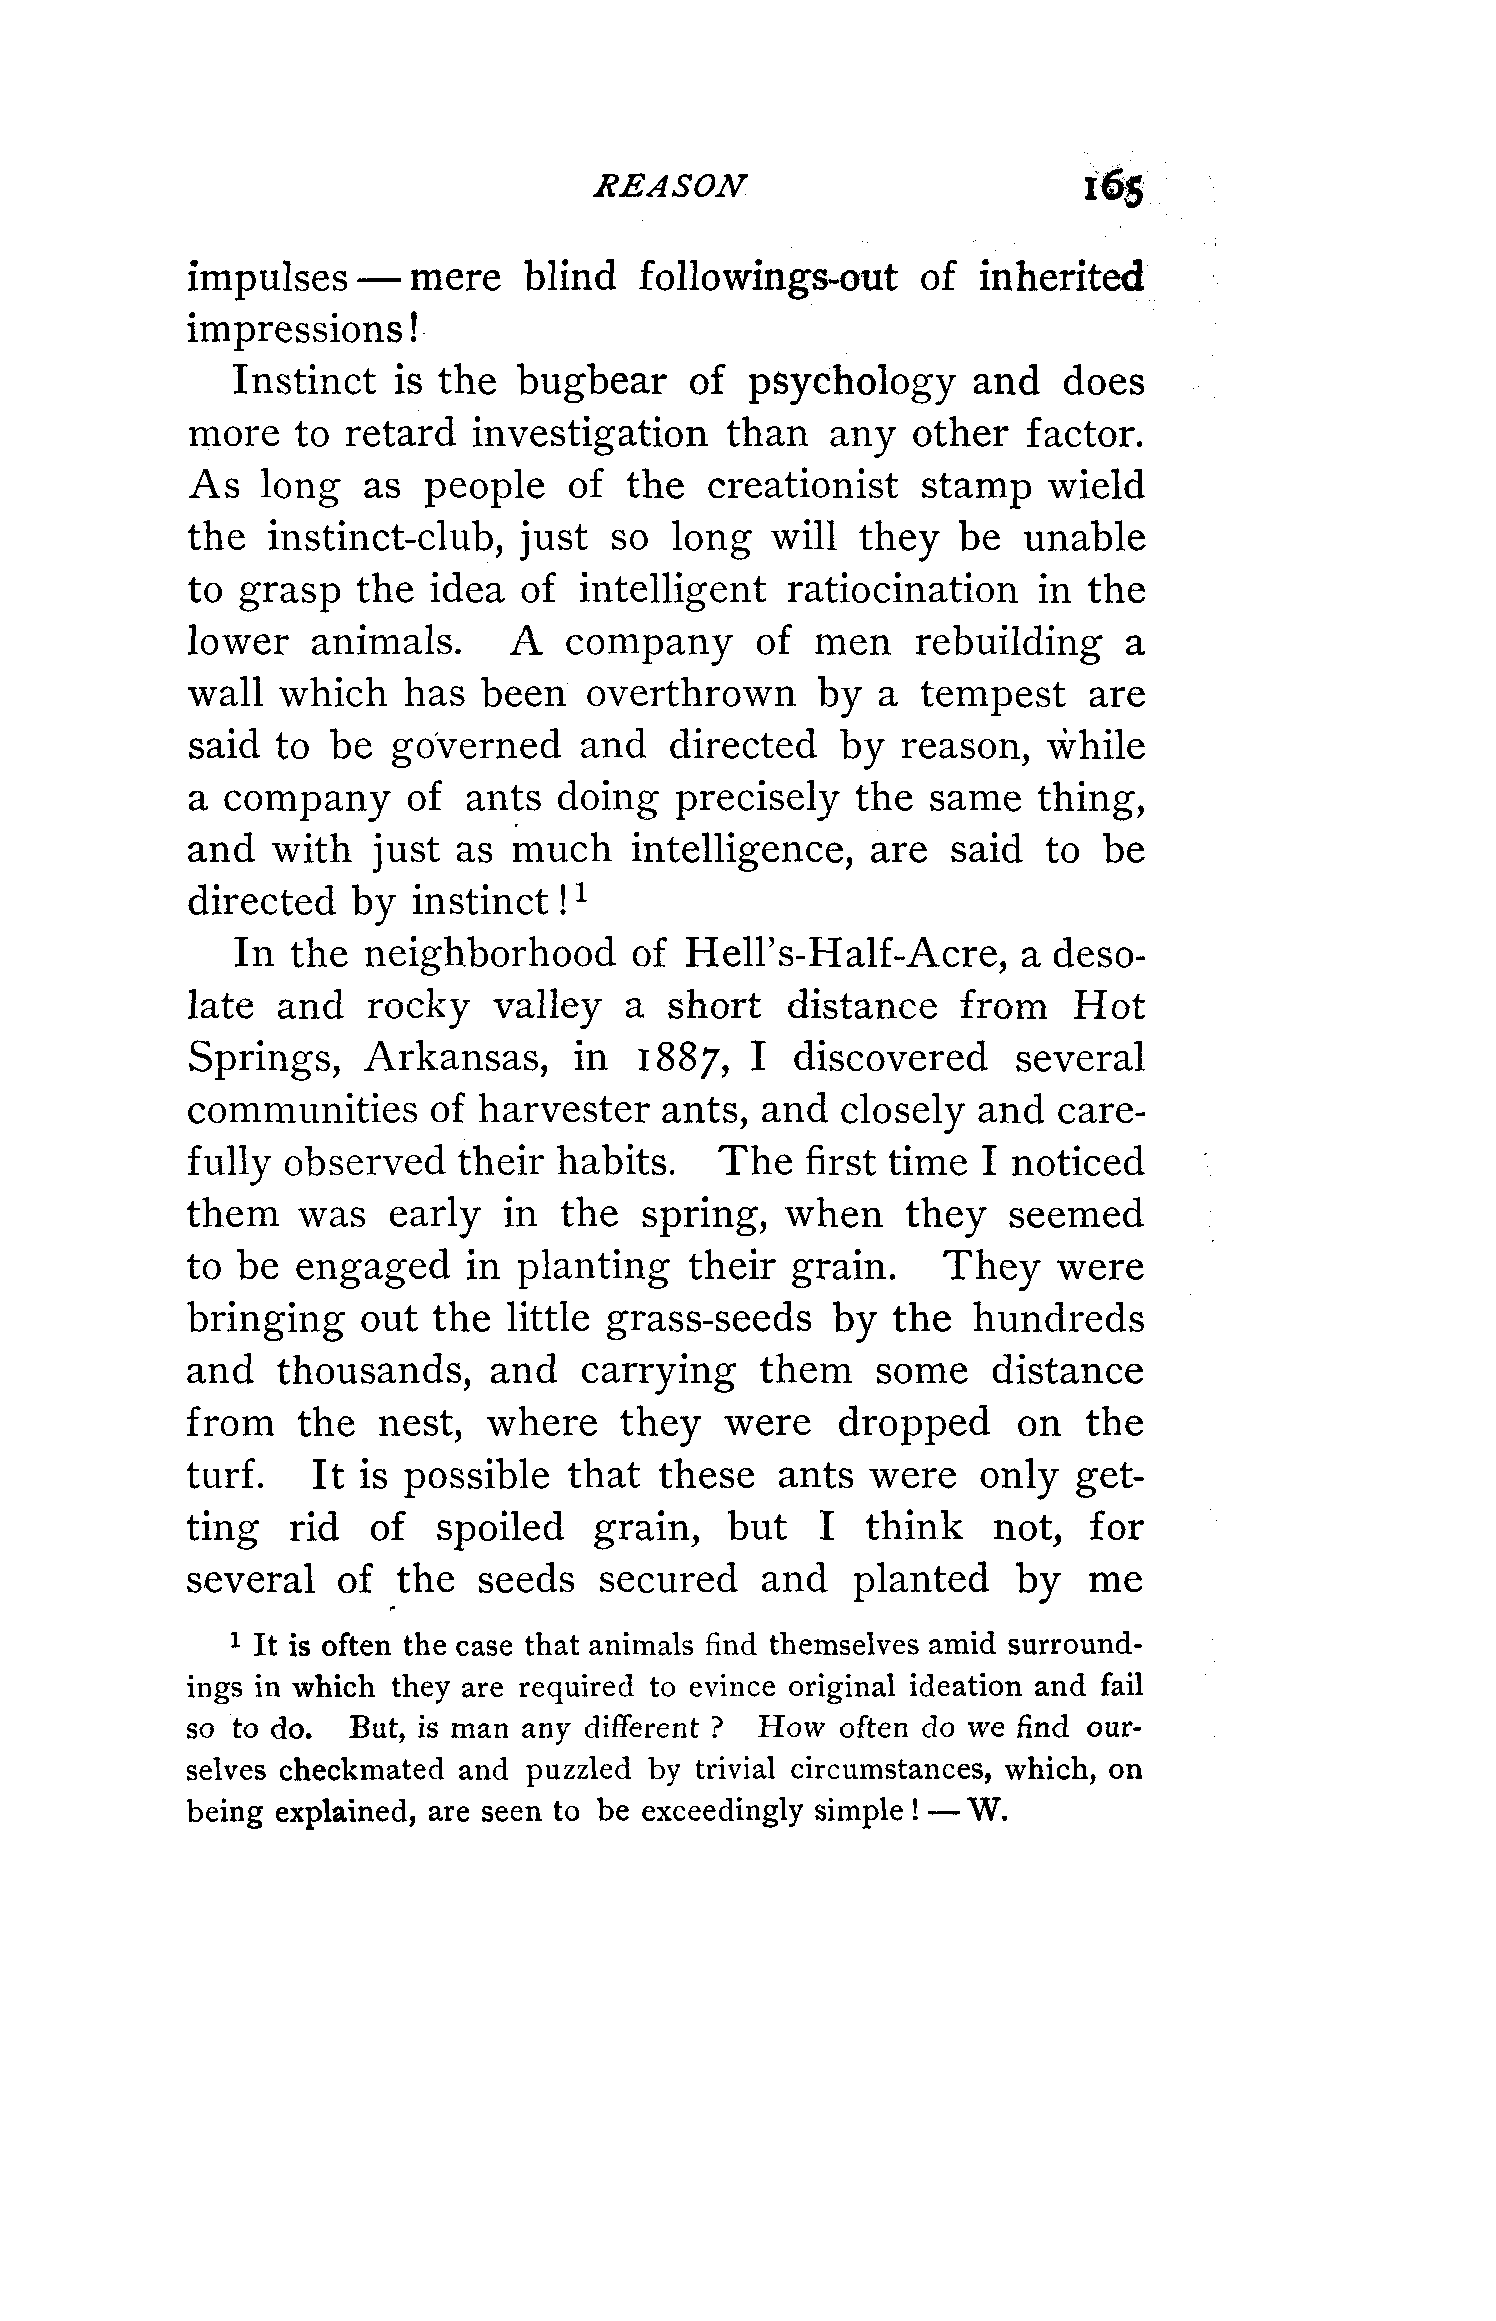 REASON 165
impulses — mere blind followings-out of inherited
impressions!
Instinct is the bugbear of psychology and does
more to retard investigation than any other factor.
As long as people of the creationist stamp wield
the instinct-club, just so long will they be unable
to grasp the idea of intelligent ratiocination in the
lower animals. A company of men rebuilding a
wall which has been overthrown by a tempest are
said to be governed and directed by reason, while
a company of ants doing precisely the same thing,
and with just as much intelligence, are said to be
directed by instinct!¹
In the neighborhood of Hell's-Half-Acre, a deso-
late and rocky valley a short distance from Hot
Springs, Arkansas, in 1887, I discovered several
communities of harvester ants, and closely and care-
fully observed their habits. The first time I noticed
them was early in the spring, when they seemed
to be engaged in planting their grain. They were
bringing out the little grass-seeds by the hundreds
and thousands, and carrying them some distance
from the nest, where they were dropped on the
turf. It is possible that these ants were only get-
ting rid of spoiled grain, but I think not, for
several of the seeds secured and planted by me
¹ It is often the case that animals find themselves amid surround-
ings in which they are required to evince original ideation and fail
so to do. But, is man any different? How often do we find our-
selves checkmated and puzzled by trivial circumstances, which, on
being explained, are seen to be exceedingly simple! — W.